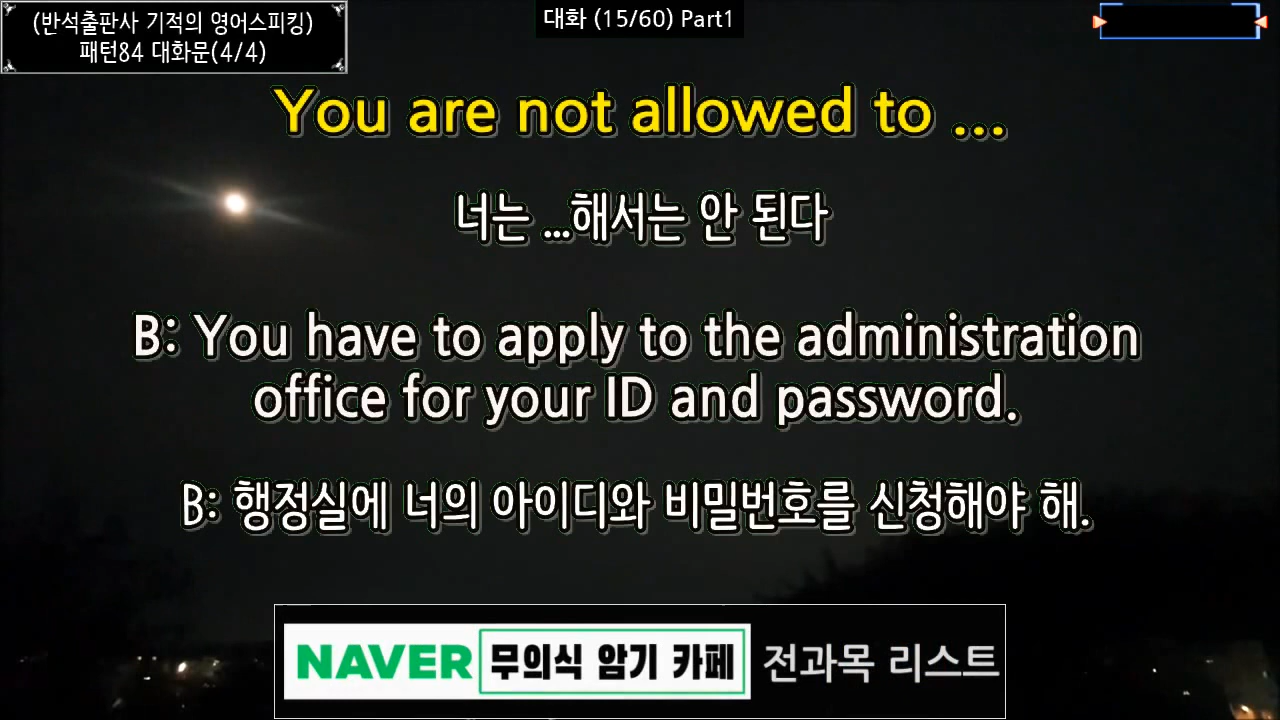 (반석출판사 기적의 영어스피킹)
패턴84 대화문(4/4)
대화 (15/60) Part1
You are not allowed to ...
너는 ...해서는 안 된다
B: You have to apply to the administration
office for your ID and password.
B: 행정실에 너의 아이디와 비밀번호를 신청해야 해.
NAVER 무의식 암기 카페 전과목 리스트